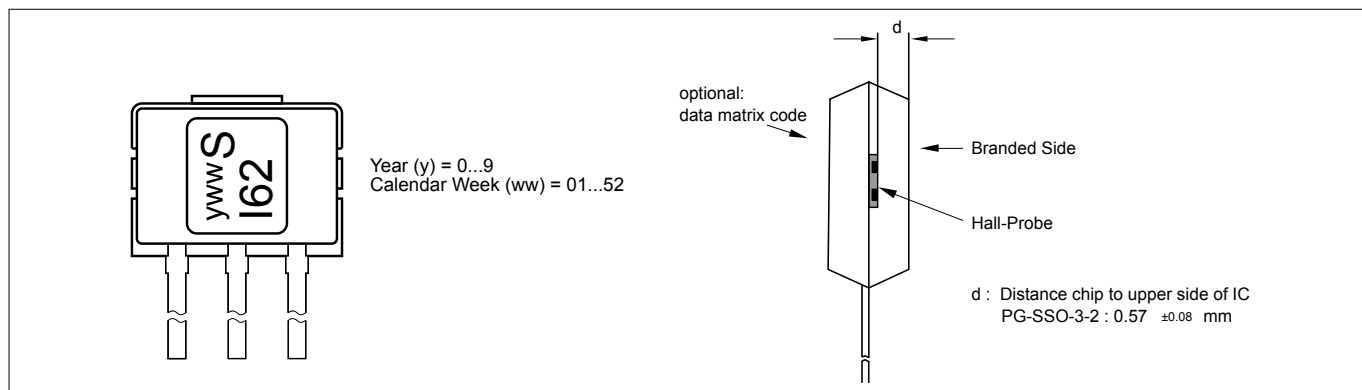 ywwS
I62
Year (y) = 0...9
Calendar Week (ww) = 01...52
d
optional:
data matrix code
Branded Side
Hall-Probe
d : Distance chip to upper side of IC
PG-SSO-3-2 : 0.57 ±0.08 mm